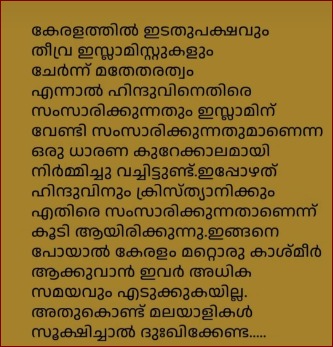 കേരളത്തിൽ ഇടതുപക്ഷവും
തീവ്ര ഇസ്ലാമിസ്റ്റുകളും
ചേർന്ന് മതേതരത്വം
എന്നാൽ ഹിന്ദുവിനെതിരെ
സംസാരിക്കുന്നതും ഇസ്ലാമിന്
വേണ്ടി സംസാരിക്കുന്നതുമാണെന്ന
ഒരു ധാരണ കുറേക്കാലമായി
നിർമ്മിച്ചു വച്ചിട്ടുണ്ട്.ഇപ്പോഴത്
ഹിന്ദുവിനും ക്രിസ്ത്യാനിക്കും
എതിരെ സംസാരിക്കുന്നതാണെന്ന്
കൂടി ആയിരിക്കുന്നു.ഇങ്ങനെ
പോയാൽ കേരളം മറ്റൊരു കാശ്മീർ
ആക്കുവാൻ ഇവർ അധിക
സമയവും എടുക്കുകയില്ല.
അതുകൊണ്ട് മലയാളികൾ
സൂക്ഷിച്ചാൽ ദുഃഖിക്കേണ്ട.....